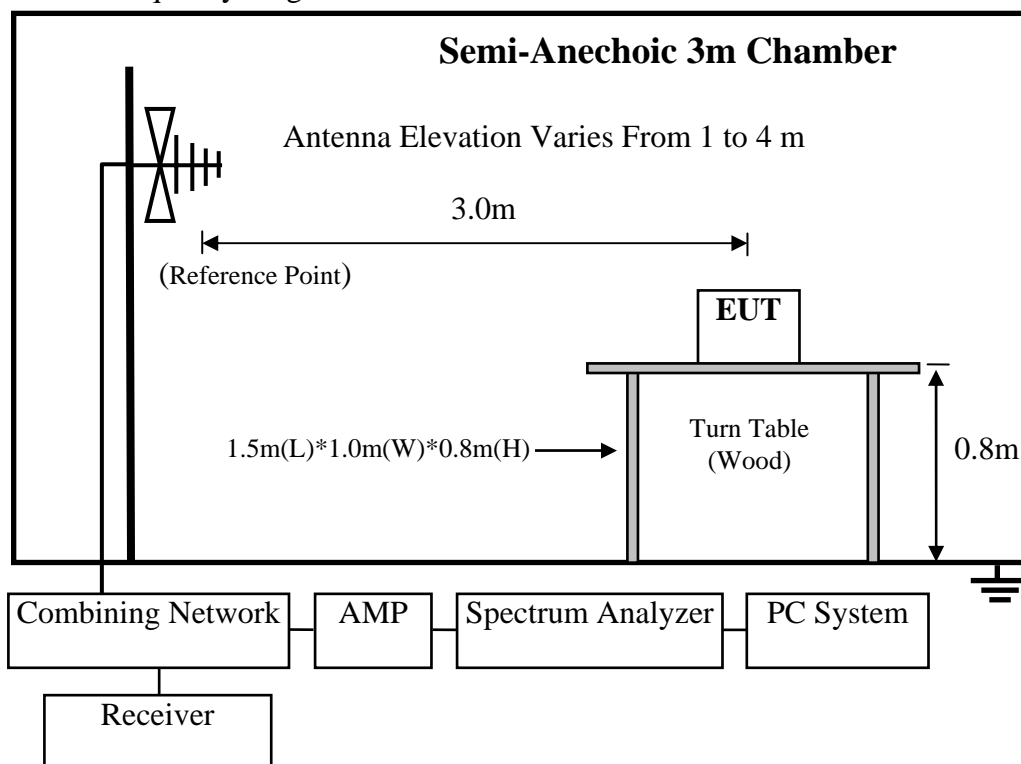 Semi-Anechoic 3m Chamber
Antenna Elevation Varies From 1 to 4 m
3.0m
(Reference Point)
EUT
1.5m(L)*1.0m(W)*0.8m(H)
Turn Table
(Wood)
0.8m
Combining Network
AMP
Spectrum Analyzer
PC System
Receiver